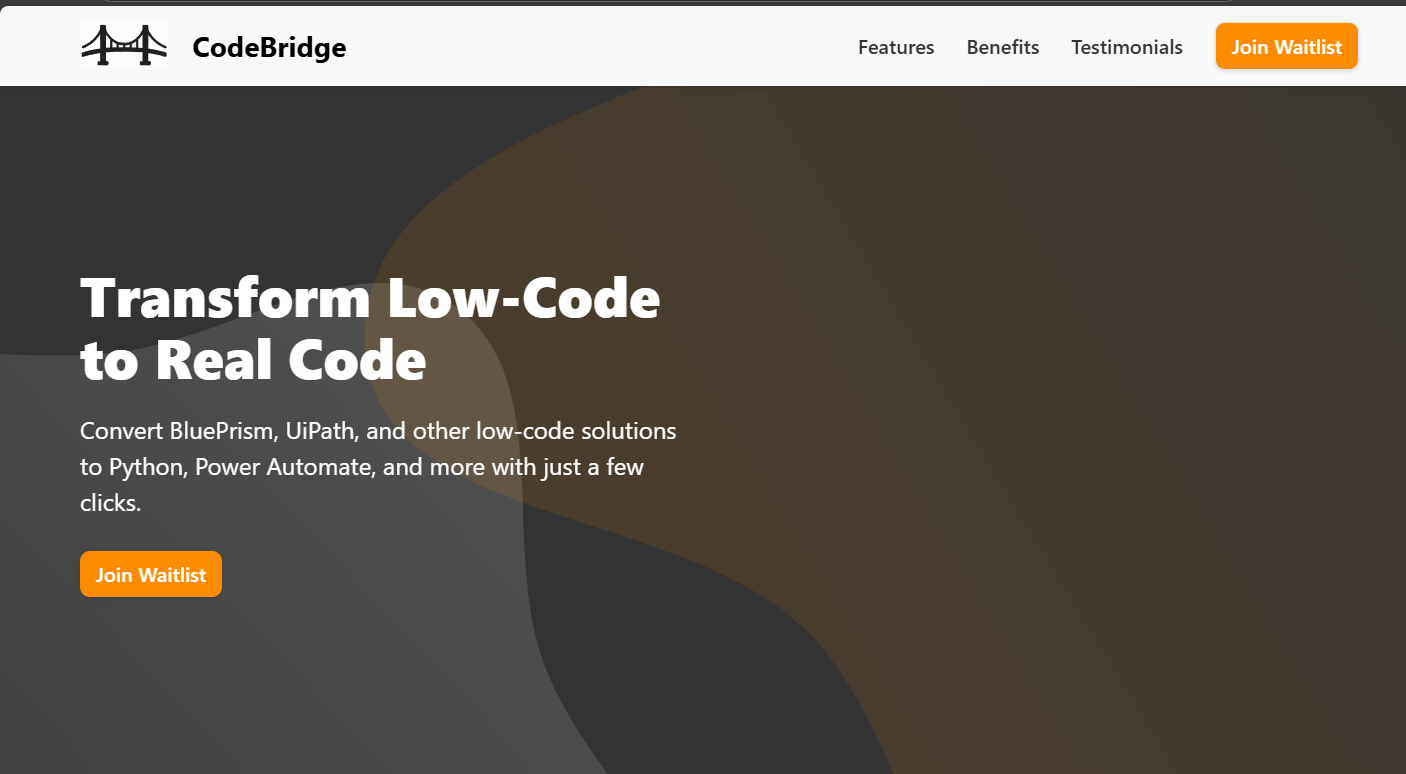 CodeBridge
Features
Benefits
Testimonials
Join Waitlist
Transform Low-Code
to Real Code
Convert BluePrism, UiPath, and other low-code solutions
to Python, Power Automate, and more with just a few
clicks.
Join Waitlist